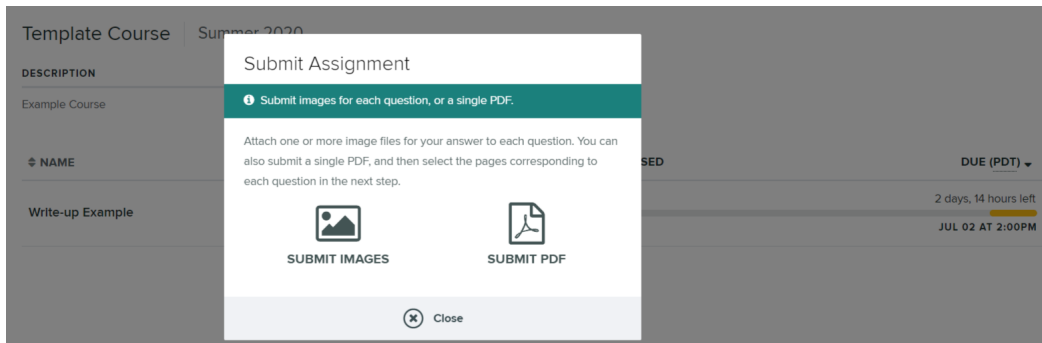 Template Course
Summer 2020
DESCRIPTION
Example Course
Submit Assignment
Submit images for each question, or a single PDF.
Attach one or more image files for your answer to each question. You can
also submit a single PDF, and then select the pages corresponding to
each question in the next step.
SUBMIT IMAGES
SUBMIT PDF
Close
NAME
SED
DUE (PDT)
Write-up Example
2 days, 14 hours left
JUL 02 AT 2:00PM